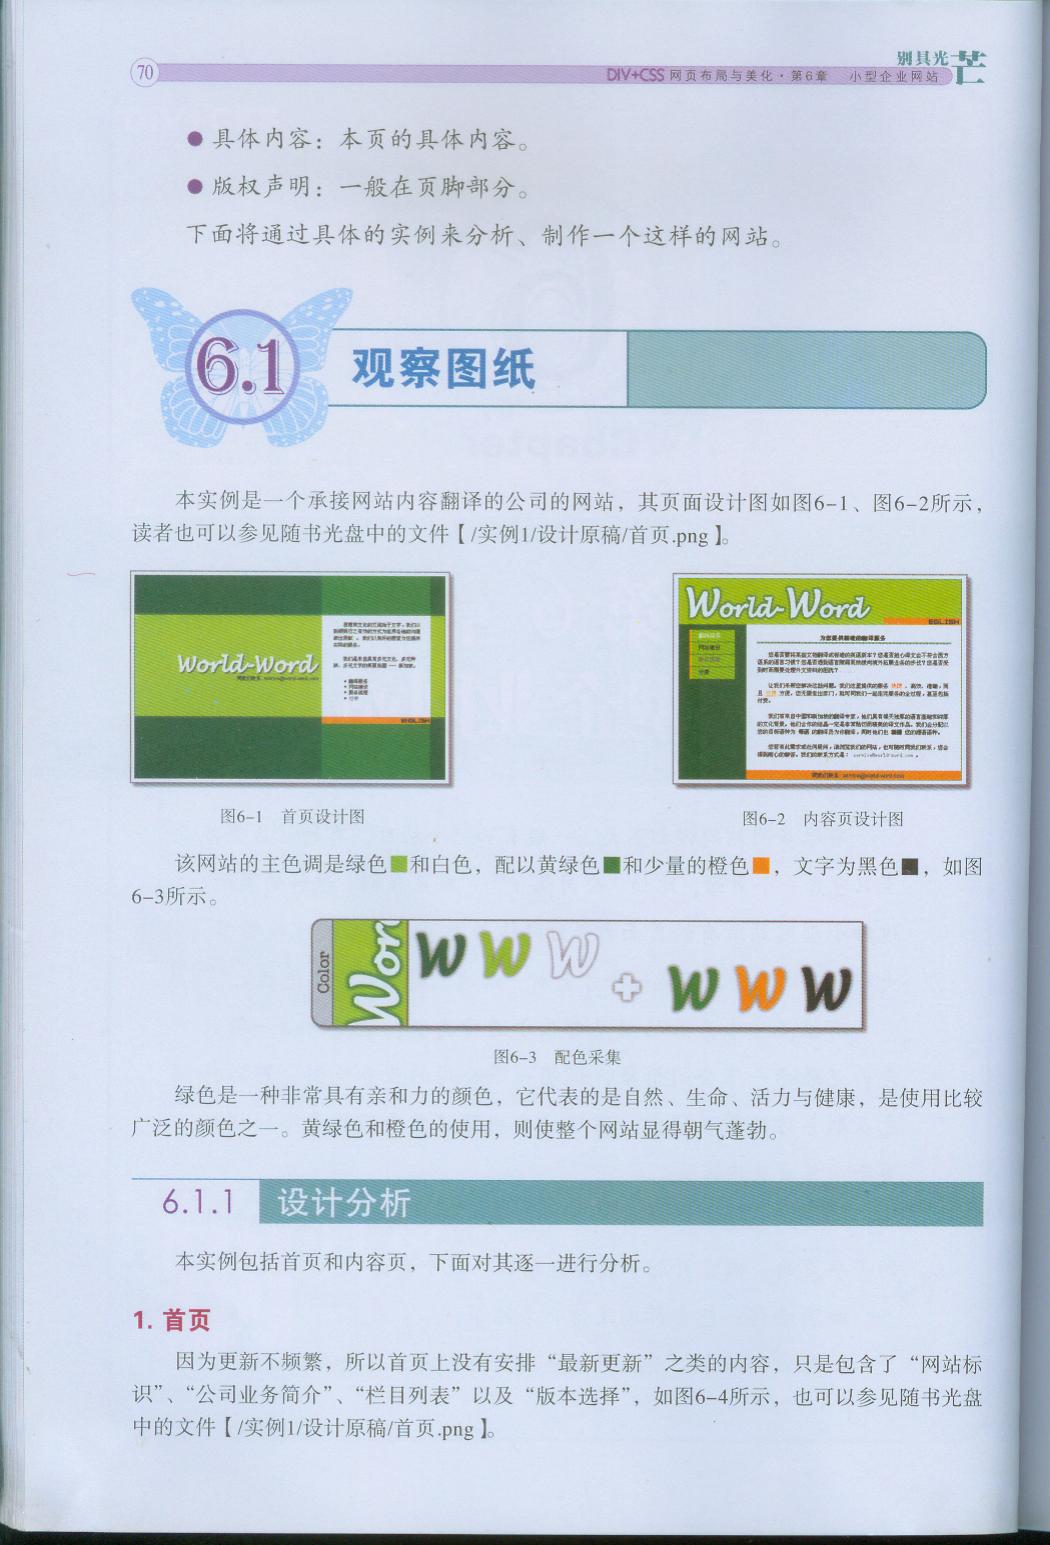 70
DIV+CSS 网页布局与美化·第6章 小型企业网站
别具光芒
● 具体内容：本页的具体内容。
● 版权声明：一般在页脚部分。
下面将通过具体的实例来分析、制作一个这样的网站。
6.1 观察图纸
本实例是一个承接网站内容翻译的公司的网站，其页面设计图如图6-1、图6-2所示，
读者也可以参见随书光盘中的文件【/实例1/设计原稿/首页.png】。
World-Word
ENGLISH
World-Word
ENGLISH
为您提供精准的翻译服务
图6-1 首页设计图
图6-2 内容页设计图
该网站的主色调是绿色■和白色，配以黄绿色■和少量的橙色■，文字为黑色■，如图
6-3所示。
Color
Wor
W W W + W W W
图6-3 配色采集
绿色是一种非常具有亲和力的颜色，它代表的是自然、生命、活力与健康，是使用比较
广泛的颜色之一。黄绿色和橙色的使用，则使整个网站显得朝气蓬勃。
6.1.1 设计分析
本实例包括首页和内容页，下面对其逐一进行分析。
1. 首页
因为更新不频繁，所以首页上没有安排“最新更新”之类的内容，只是包含了“网站标
识”、“公司业务简介”、“栏目列表”以及“版本选择”，如图6-4所示，也可以参见随书光盘
中的文件【/实例1/设计原稿/首页.png】。